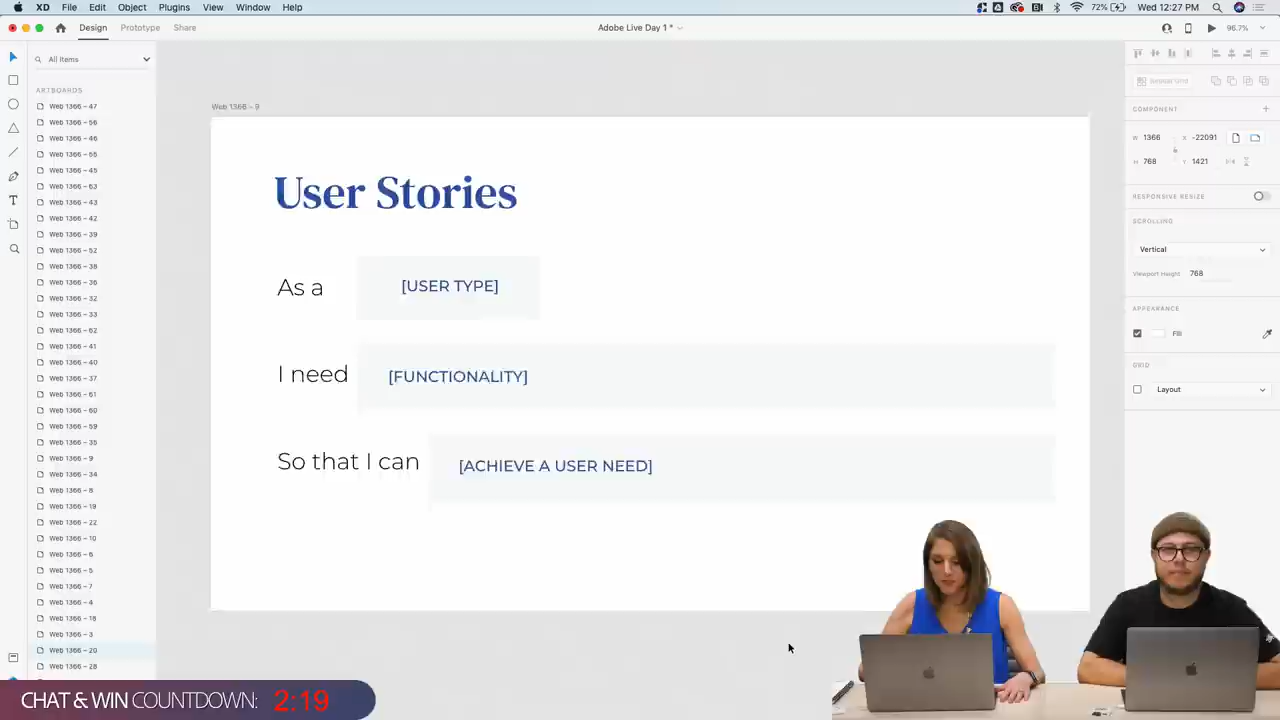 XD File Edit Object Plugins View Window Help
72% Wed 12:27 PM
Design Prototype Share
Adobe Live Day 1 *
96.7%
All Items
ARTBOARDS
Web 1366 – 47
Web 1366 – 56
Web 1366 – 46
Web 1366 – 55
Web 1366 – 45
Web 1366 – 63
Web 1366 – 43
Web 1366 – 42
Web 1366 – 39
Web 1366 – 52
Web 1366 – 38
Web 1366 – 36
Web 1366 – 32
Web 1366 – 33
Web 1366 – 62
Web 1366 – 41
Web 1366 – 40
Web 1366 – 37
Web 1366 – 61
Web 1366 – 60
Web 1366 – 59
Web 1366 – 35
Web 1366 – 9
Web 1366 – 34
Web 1366 – 8
Web 1366 – 19
Web 1366 – 22
Web 1366 – 10
Web 1366 – 6
Web 1366 – 5
Web 1366 – 7
Web 1366 – 4
Web 1366 – 18
Web 1366 – 3
Web 1366 – 20
Web 1366 – 28
Web 1366 – 9
User Stories
As a [USER TYPE]
I need [FUNCTIONALITY]
So that I can [ACHIEVE A USER NEED]
Repeat Grid
COMPONENT
W 1366 X -22091
H 768 Y 1421
RESPONSIVE RESIZE
SCROLLING
Vertical
Viewport Height 768
APPEARANCE
Fill
GRID
Layout
CHAT & WIN COUNTDOWN: 2:19